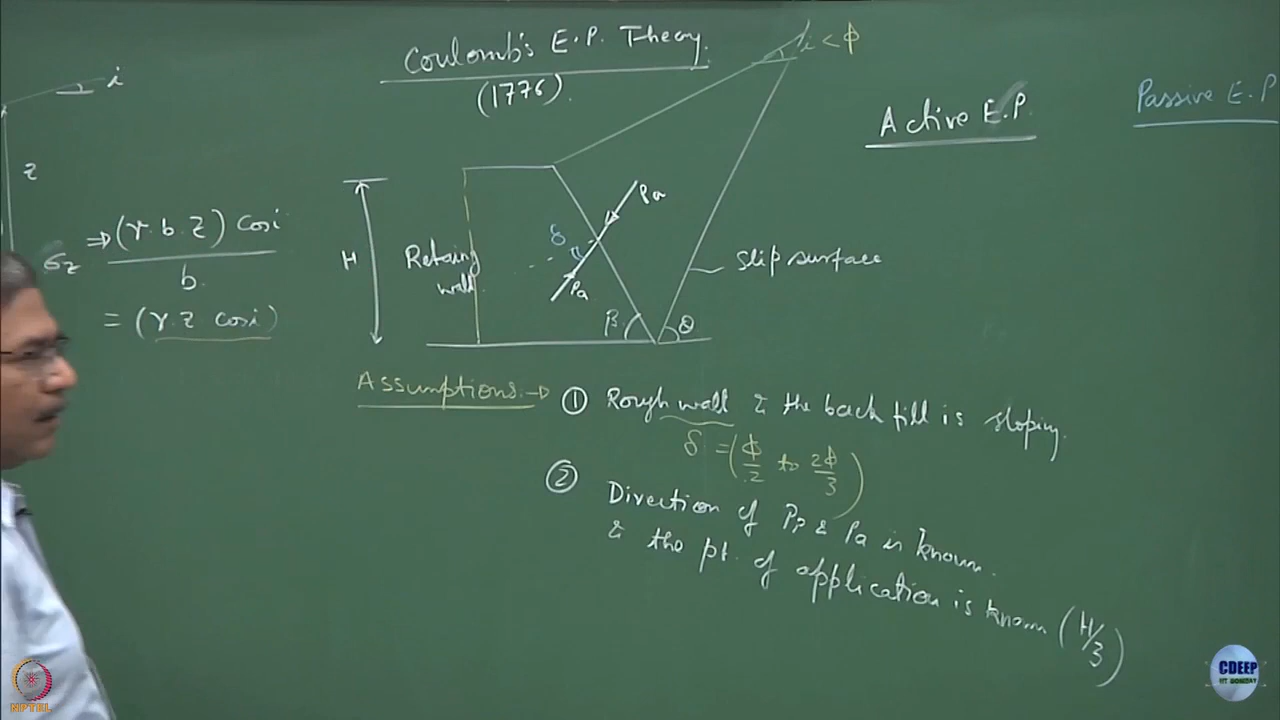 Coulomb's E.P. Theory.
(1776).
i < ϕ
Active E.P.
Passive E.P
i
z
σz ⇒ (γ.b.z) cosi
b
= (γ.z cosi)
H
Retaining
wall.
δ
Pa
Pa
β
θ
slip surface
Assumptions:→
① Rough wall & the back fill is sloping.
δ = (ϕ/2 to 2ϕ/3)
② Direction of Pp & Pa is known.
& the pt. of application is known (H/3)
NPTEL
CDEEP
IIT BOMBAY